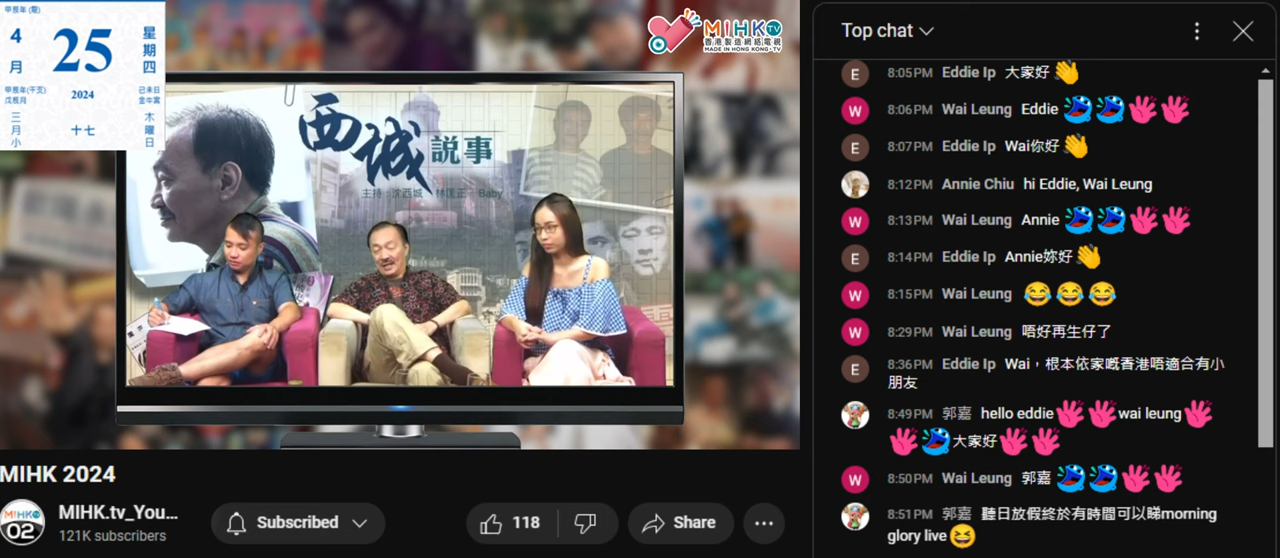 甲辰年(龍)
4月
25
星期四
甲辰年(干支)
戊辰月
2024
己未日
三月小
十七
木曜日
MIHK TV
香港製造網絡電視
MADE IN HONG KONG·TV
西城
説事
主持:沈西城 林匡正 Baby
MIHK 2024
MIHK
02
MIHK.tv_You...
121K subscribers
Subscribed
118
Share
Top chat
E 8:05PM Eddie Ip 大家好👋
W 8:06PM Wai Leung Eddie
E 8:07PM Eddie Ip Wai你好👋
8:12PM Annie Chiu hi Eddie, Wai Leung
W 8:13PM Wai Leung Annie
E 8:14PM Eddie Ip Annie妳好👋
W 8:15PM Wai Leung 😂😂😂
W 8:29PM Wai Leung 唔好再生仔了
E 8:36PM Eddie Ip Wai,根本依家嘅香港唔適合有小
朋友
8:49PM 郭嘉 hello eddie wai leung
大家好
W 8:50PM Wai Leung 郭嘉
8:51PM 郭嘉 聽日放假終於有時間可以睇morning
glory live😆